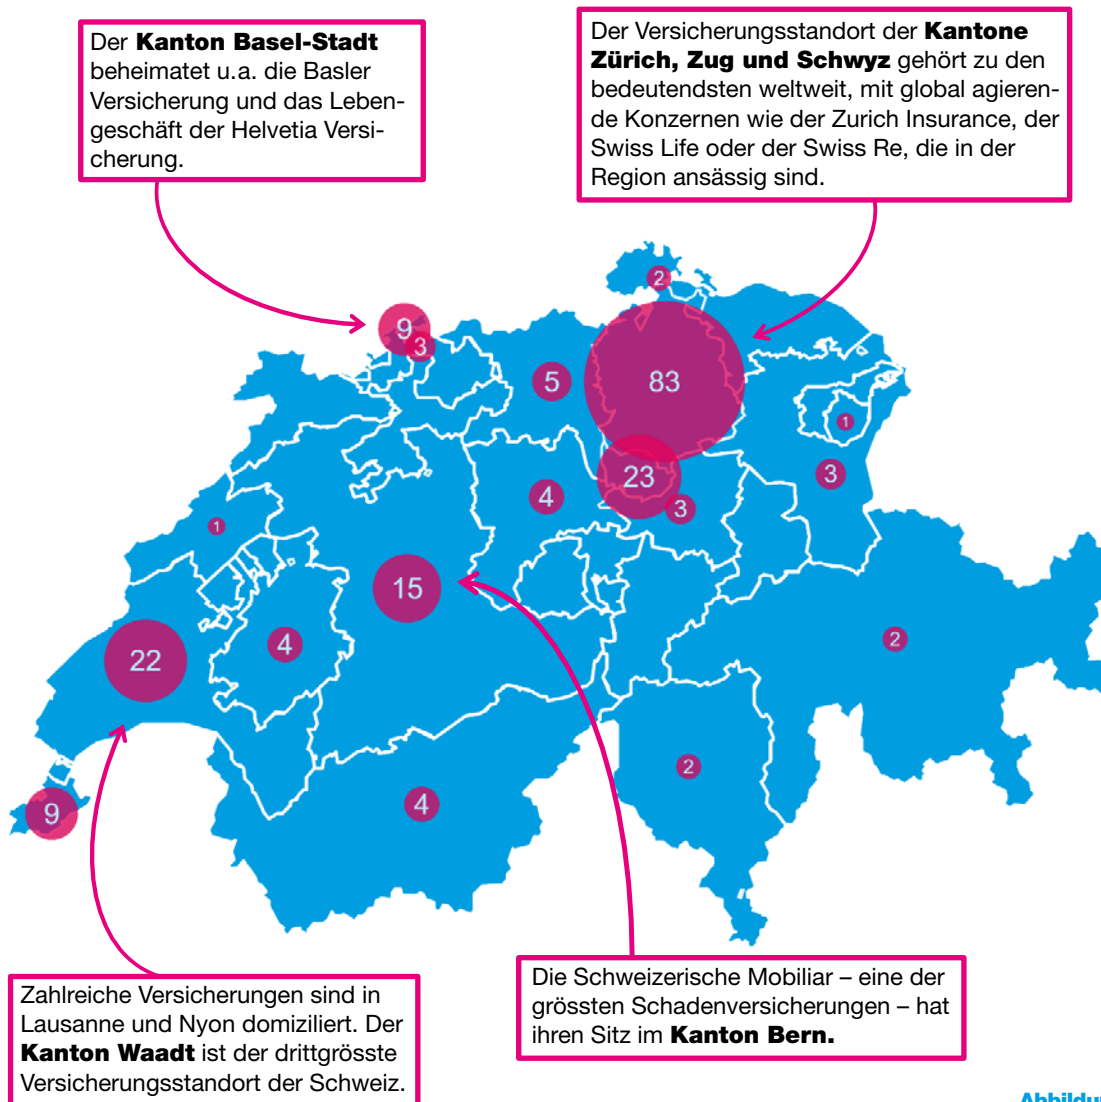 Der Kanton Basel-Stadt
beheimatet u.a. die Basler
Versicherung und das Leben-
geschäft der Helvetia Versi-
cherung.
Der Versicherungsstandort der Kantone
Zürich, Zug und Schwyz gehört zu den
bedeutendsten weltweit, mit global agieren-
de Konzernen wie der Zurich Insurance, der
Swiss Life oder der Swiss Re, die in der
Region ansässig sind.
2
9
3
5
83
1
23
3
4
3
1
15
4
22
2
2
4
9
Zahlreiche Versicherungen sind in
Lausanne und Nyon domiziliert. Der
Kanton Waadt ist der drittgrösste
Versicherungsstandort der Schweiz.
Die Schweizerische Mobiliar – eine der
grössten Schadenversicherungen – hat
ihren Sitz im Kanton Bern.